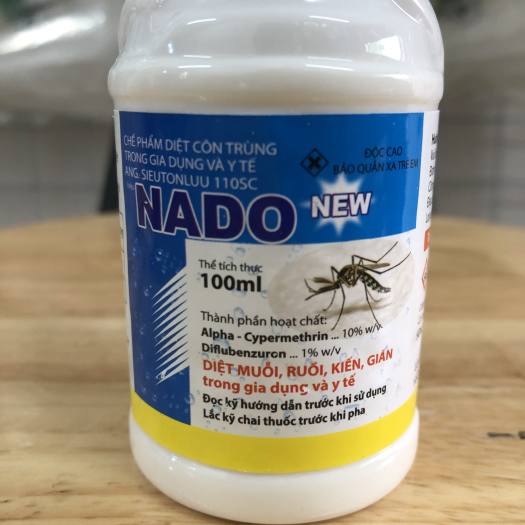 CHẾ PHẨM DIỆT CÔN TRÙNG
TRONG GIA DỤNG VÀ Y TẾ
ANG: SIEUTONLUU 110SC
ĐỘC CAO
BẢO QUẢN XA TRẺ EM
NADO NEW
Thể tích thực
100ml
Thành phần hoạt chất:
Alpha - Cypermethrin ... 10% w/v
Diflubenzuron ... 1% w/v
DIỆT MUỖI, RUỒI, KIẾN, GIÁN
trong gia dụng và y tế
Đọc kỹ hướng dẫn trước khi sử dụng
Lắc kỹ chai thuốc trước khi pha